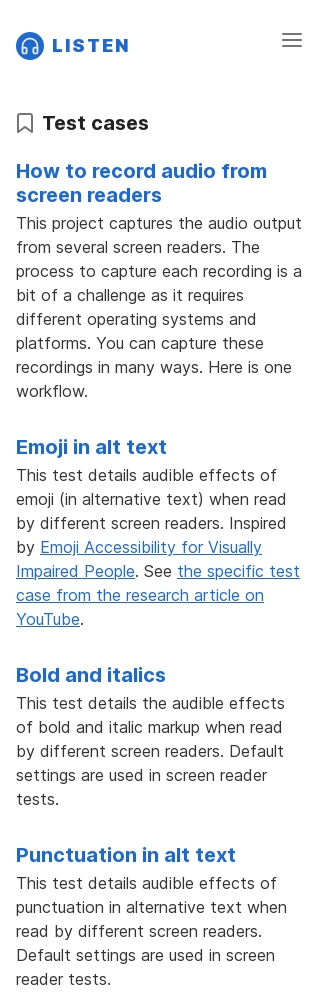 LISTEN
Test cases
How to record audio from
screen readers
This project captures the audio output
from several screen readers. The
process to capture each recording is a
bit of a challenge as it requires
different operating systems and
platforms. You can capture these
recordings in many ways. Here is one
workflow.
Emoji in alt text
This test details audible effects of
emoji (in alternative text) when read
by different screen readers. Inspired
by Emoji Accessibility for Visually
Impaired People. See the specific test
case from the research article on
YouTube.
Bold and italics
This test details the audible effects
of bold and italic markup when read
by different screen readers. Default
settings are used in screen reader
tests.
Punctuation in alt text
This test details audible effects of
punctuation in alternative text when
read by different screen readers.
Default settings are used in screen
reader tests.